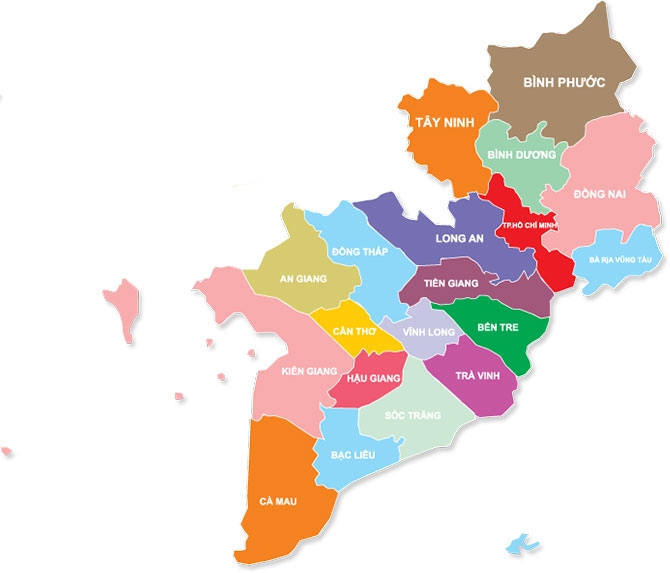 BÌNH PHƯỚC
TÂY NINH
BÌNH DƯƠNG
ĐỒNG NAI
TP.HỒ CHÍ MINH
LONG AN
ĐỒNG THÁP
BÀ RỊA VŨNG TÀU
AN GIANG
TIỀN GIANG
CẦN THƠ
VĨNH LONG
BẾN TRE
KIÊN GIANG
HẬU GIANG
TRÀ VINH
SÓC TRĂNG
BẠC LIÊU
CÀ MAU